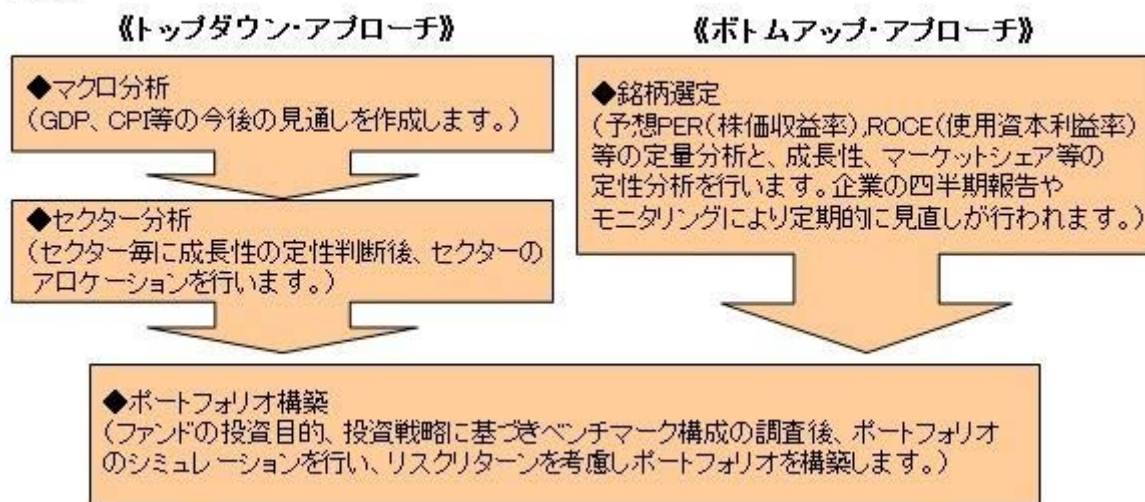 《トップダウン・アプローチ》
◆マクロ分析
(GDP、CPI等の今後の見通しを作成します。)
◆セクター分析
(セクター毎に成長性の定性判断後、セクターの
アロケーションを行います。)
《ボトムアップ・アプローチ》
◆銘柄選定
(予想PER(株価収益率),ROCE(使用資本利益率)
等の定量分析と、成長性、マーケットシェア等の
定性分析を行います。企業の四半期報告や
モニタリングにより定期的に見直しが行われます。)
◆ポートフォリオ構築
(ファンドの投資目的、投資戦略に基づきベンチマーク構成の調査後、ポートフォリオ
のシミュレーションを行い、リスクリターンを考慮しポートフォリオを構築します。)